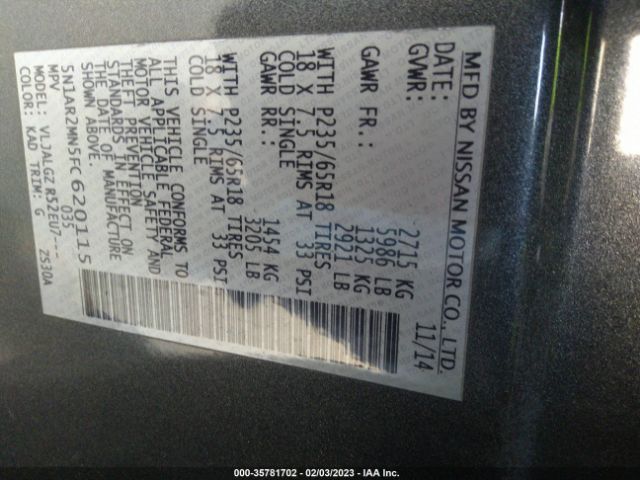 MFD BY NISSAN MOTOR CO., LTD.
DATE: 11/14
GVWR: 2715 KG
5986 LB
GAWR FR.: 1325 KG
2921 LB
WITH P235/65R18 TIRES
18 X 7.5 RIMS AT 33 PSI
COLD SINGLE
GAWR RR.: 1454 KG
3205 LB
WITH P235/65R18 TIRES
18 X 7.5 RIMS AT 33 PSI
COLD SINGLE
THIS VEHICLE CONFORMS TO
ALL APPLICABLE FEDERAL
MOTOR VEHICLE SAFETY AND
THEFT PREVENTION
STANDARDS IN EFFECT ON
THE DATE OF MANUFACTURE
SHOWN ABOVE.
5N1AR2MN5FC620115
MPV 035
MODEL: VLJALGZ R52EU7---
COLOR: KAD TRIM: G 2S30A
000-35781702 - 02/03/2023 - IAA Inc.